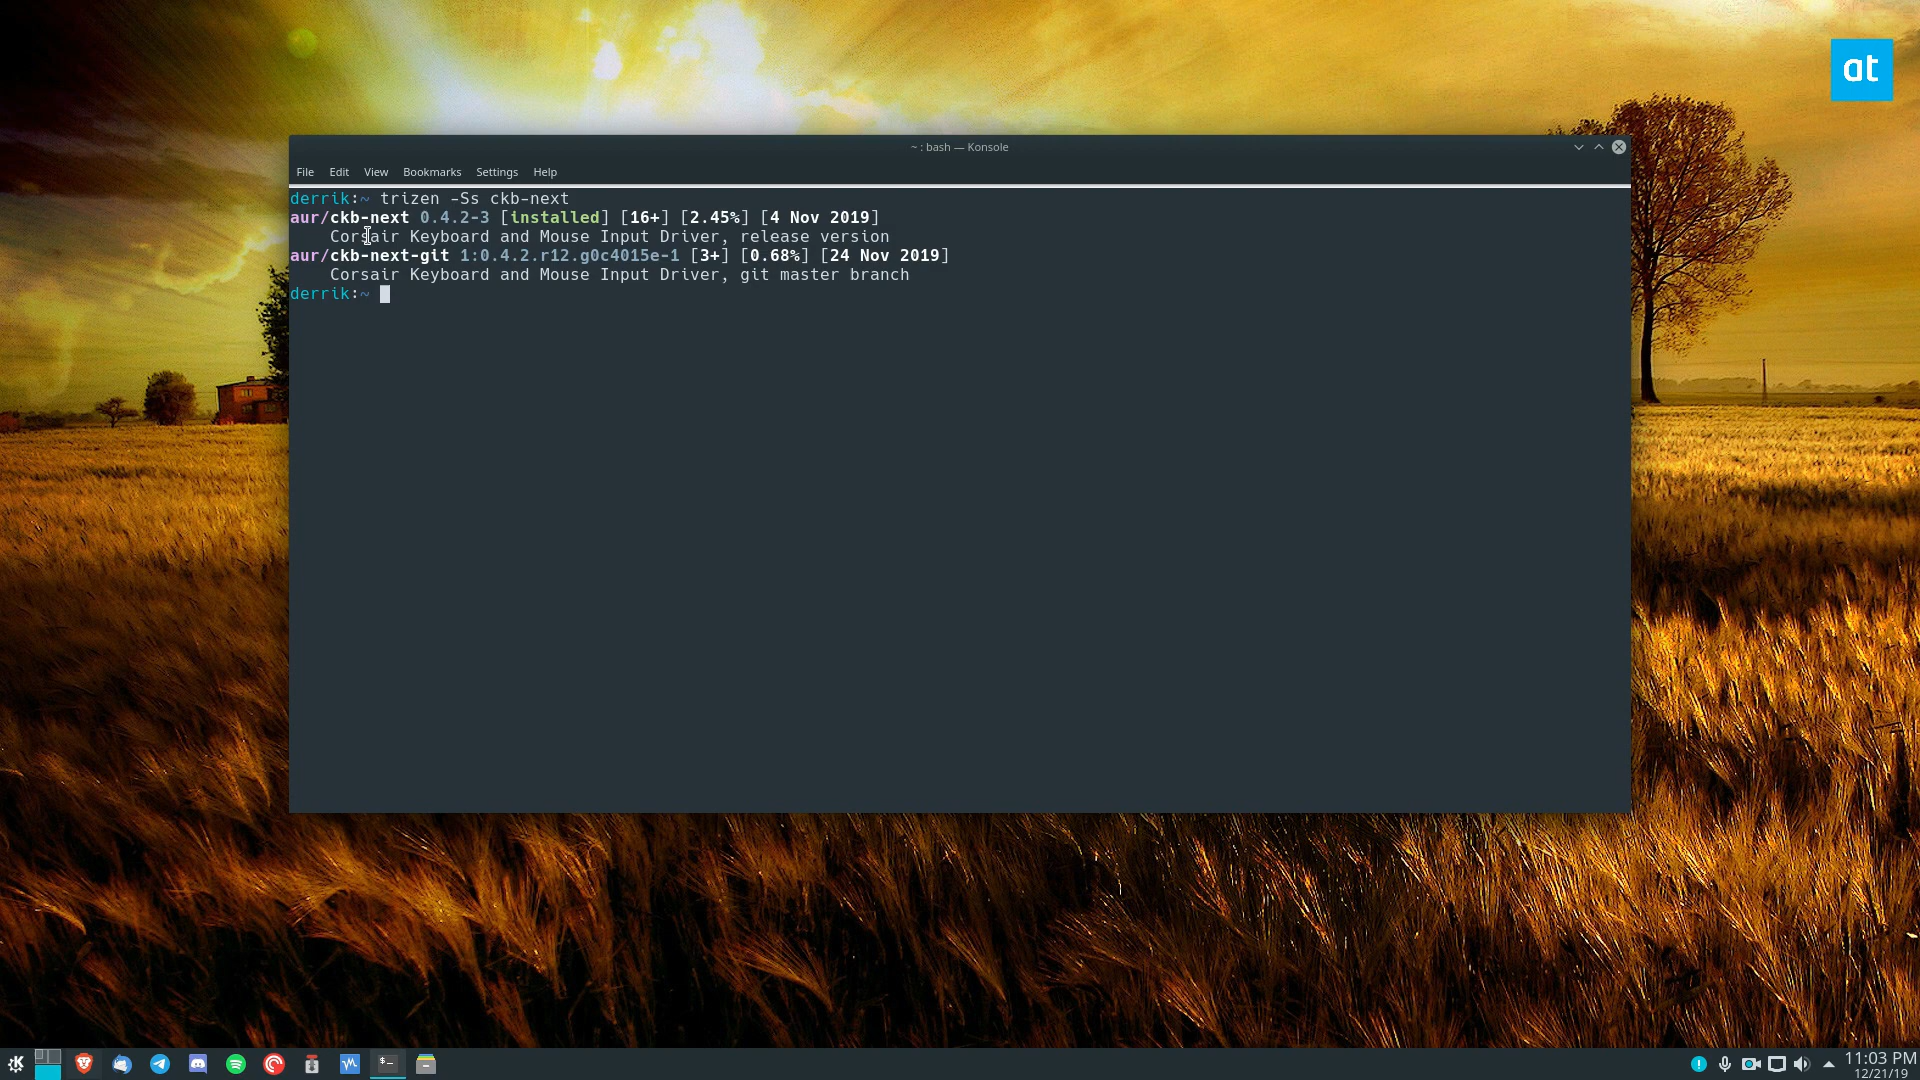 at
~ : bash — Konsole
File Edit View Bookmarks Settings Help
derrik:~ trizen -Ss ckb-next
aur/ckb-next 0.4.2-3 [installed] [16+] [2.45%] [4 Nov 2019]
Corsair Keyboard and Mouse Input Driver, release version
aur/ckb-next-git 1:0.4.2.r12.g0c4015e-1 [3+] [0.68%] [24 Nov 2019]
Corsair Keyboard and Mouse Input Driver, git master branch
derrik:~
11:03 PM
12/21/19